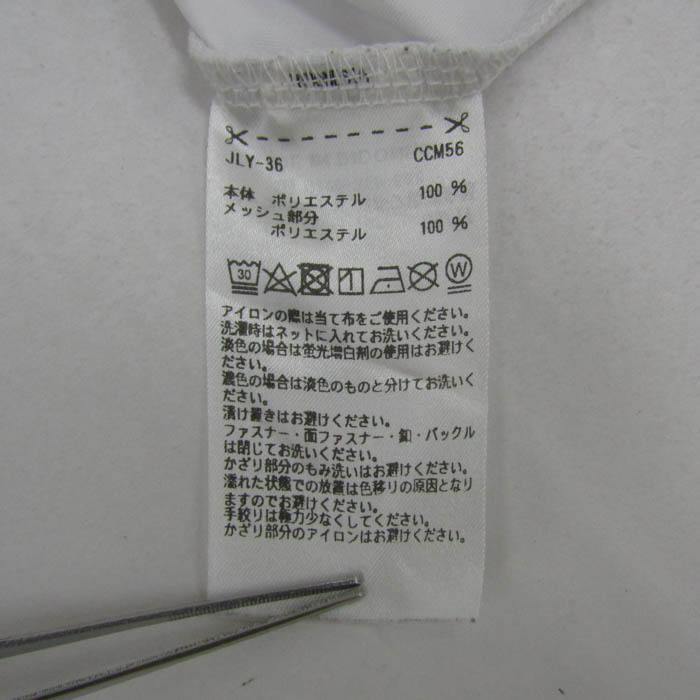 JLY-36 CCM56
本体 ポリエステル 100 %
メッシュ部分
ポリエステル 100 %
30 W
アイロンの際は当て布をご使用ください。
洗濯時はネットに入れてお洗いください。
淡色の場合は蛍光増白剤の使用はお避けく
ださい。
濃色の場合は淡色のものと分けてお洗いく
ださい。
漬け置きはお避けください。
ファスナー・面ファスナー・釦・バックル
は閉じてお洗いください。
かざり部分のもみ洗いはお避けください。
濡れた状態での放置は色移りの原因となり
ますのでお避けください。
手絞りは極力少なくしてください。
かざり部分のアイロンはお避けください。